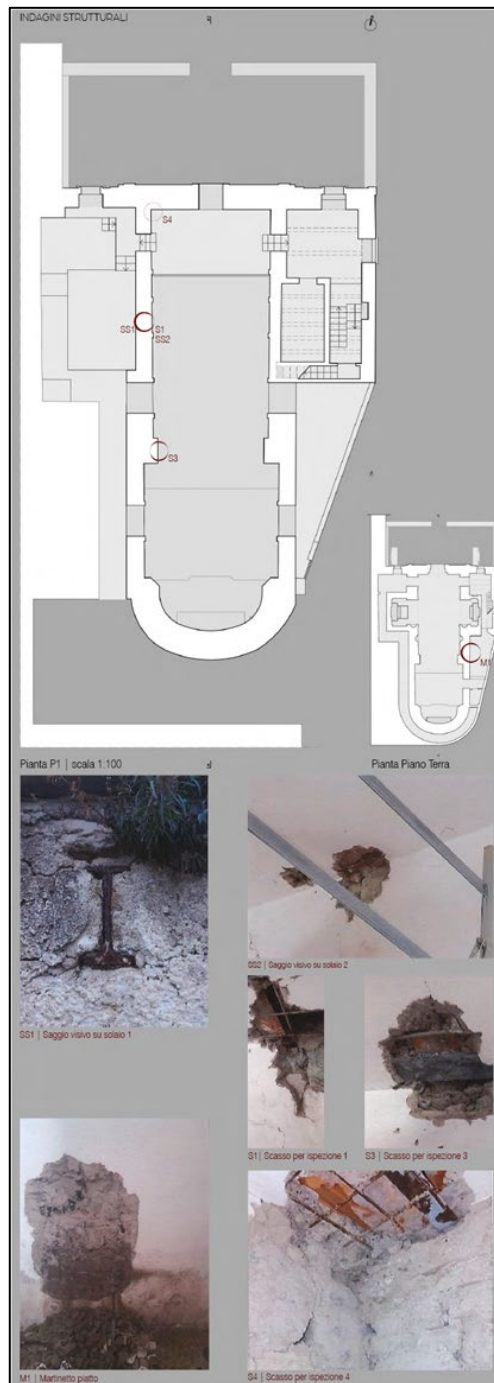 INDAGINI STRUTTURALI
S4
SS1
S1
SS2
S3
M1
Pianta P1 | scala 1:100
Pianta Piano Terra
SS1 | Saggio visivo su solaio 1
SS2 | Saggio visivo su solaio 2
S1 | Scasso per ispezione 1
S3 | Scasso per ispezione 3
M1 | Martinetto piatto
S4 | Scasso per ispezione 4